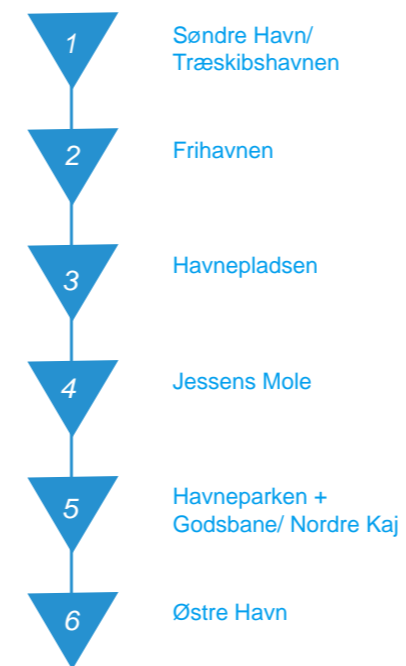 1
Søndre Havn/
Træskibshavnen
2
Frihavnen
3
Havnepladsen
4
Jessens Mole
5
Havneparken +
Godsbane/ Nordre Kaj
6
Østre Havn